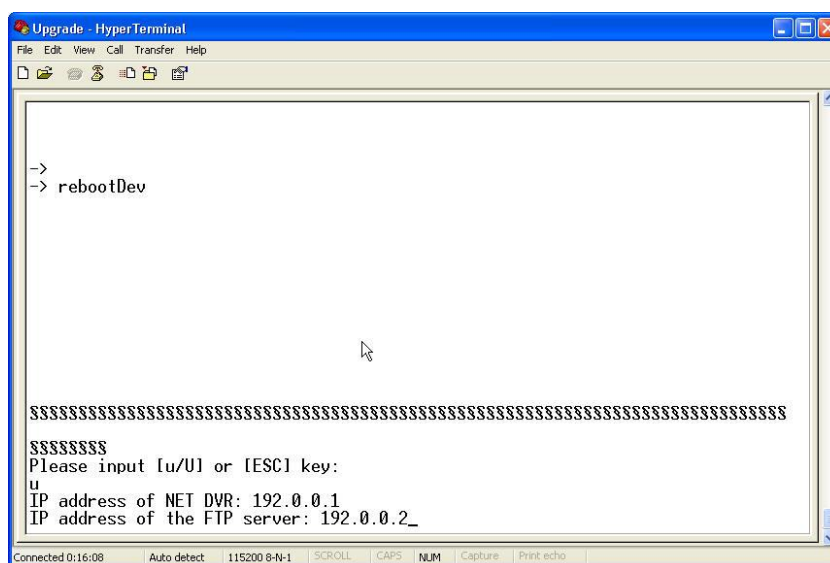 Upgrade - HyperTerminal
File Edit View Call Transfer Help
->
-> rebootDev
§§§§§§§§§§§§§§§§§§§§§§§§§§§§§§§§§§§§§§§§§§§§§§§§§§§§§§§§§§§§§§§§§§§§§§§§§§§§§§
§§§§§§§§
Please input [u/U] or [ESC] key:
u
IP address of NET DVR: 192.0.0.1
IP address of the FTP server: 192.0.0.2_
Connected 0:16:08 Auto detect 115200 8-N-1 SCROLL CAPS NUM Capture Print echo